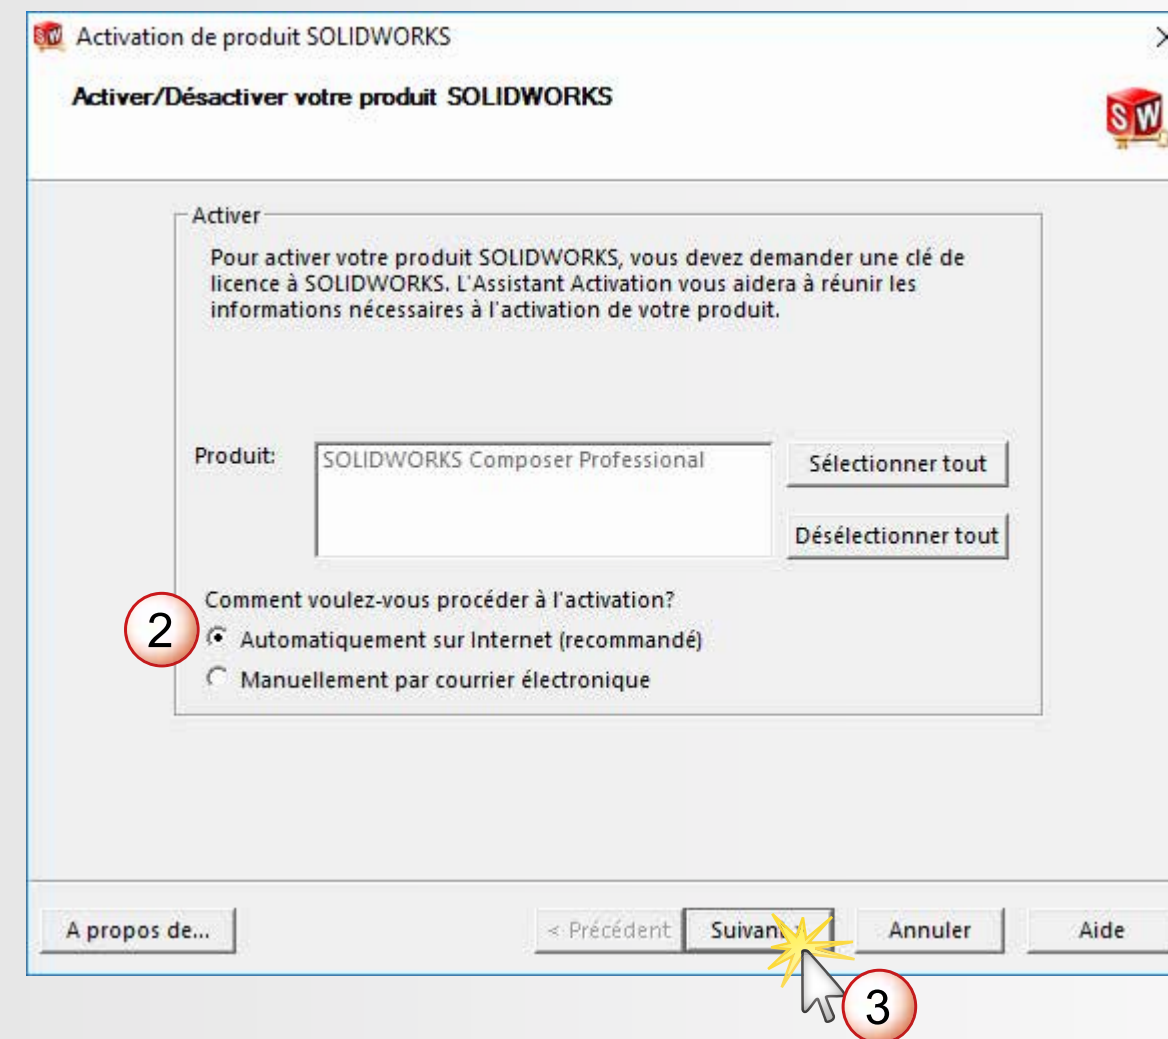 SW Activation de produit SOLIDWORKS
Activer/Désactiver votre produit SOLIDWORKS
SW
Activer
Pour activer votre produit SOLIDWORKS, vous devez demander une clé de
licence à SOLIDWORKS. L'Assistant Activation vous aidera à réunir les
informations nécessaires à l'activation de votre produit.
Produit:
SOLIDWORKS Composer Professional
Sélectionner tout
Désélectionner tout
Comment voulez-vous procéder à l'activation?
2
Automatiquement sur Internet (recommandé)
Manuellement par courrier électronique
A propos de...
< Précédent
Suivant >
Annuler
Aide
3